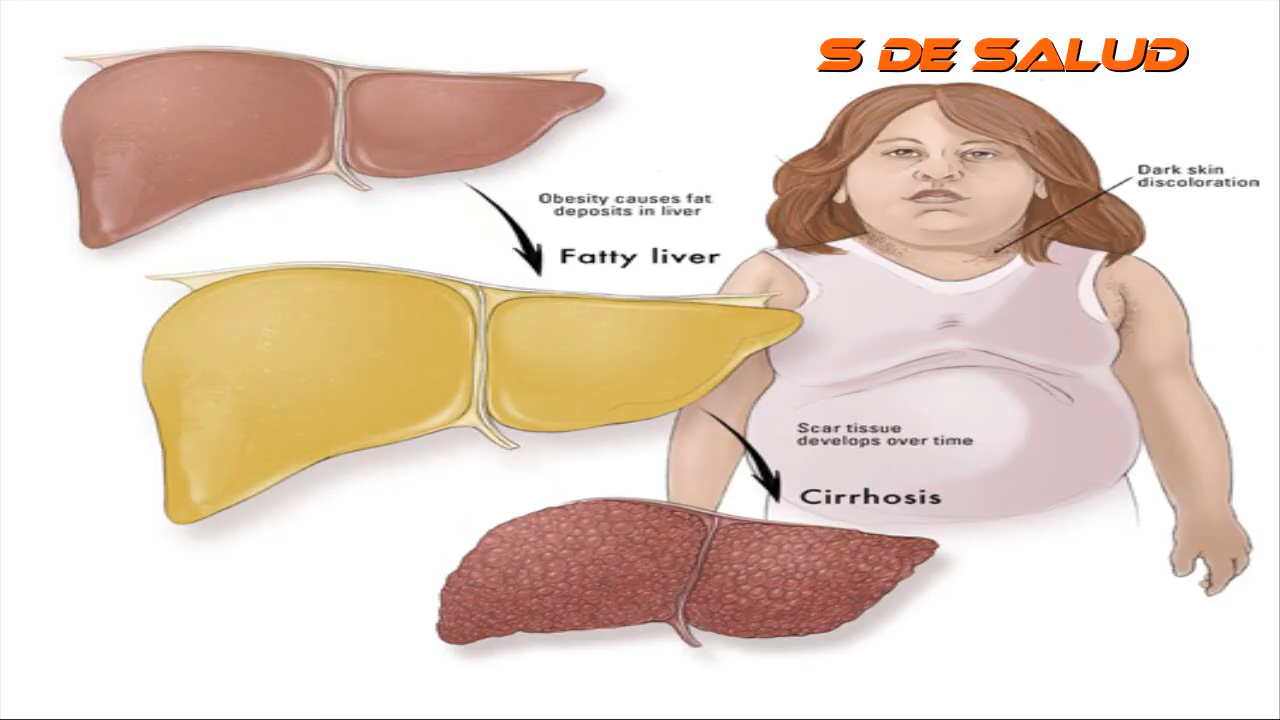 S DE SALUD
Dark skin
discoloration
Obesity causes fat
deposits in liver
Fatty liver
Scar tissue
develops over time
Cirrhosis